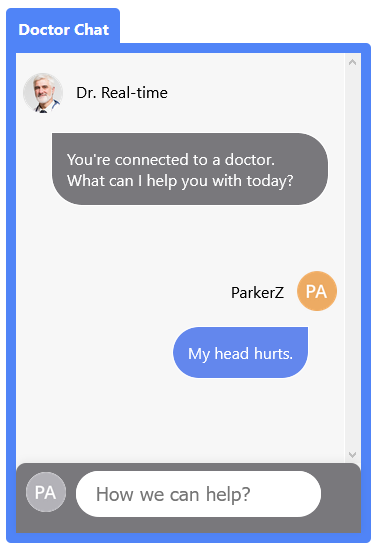 Doctor Chat
Dr. Real-time
You're connected to a doctor.
What can I help you with today?
ParkerZ
PA
My head hurts.
PA
How we can help?